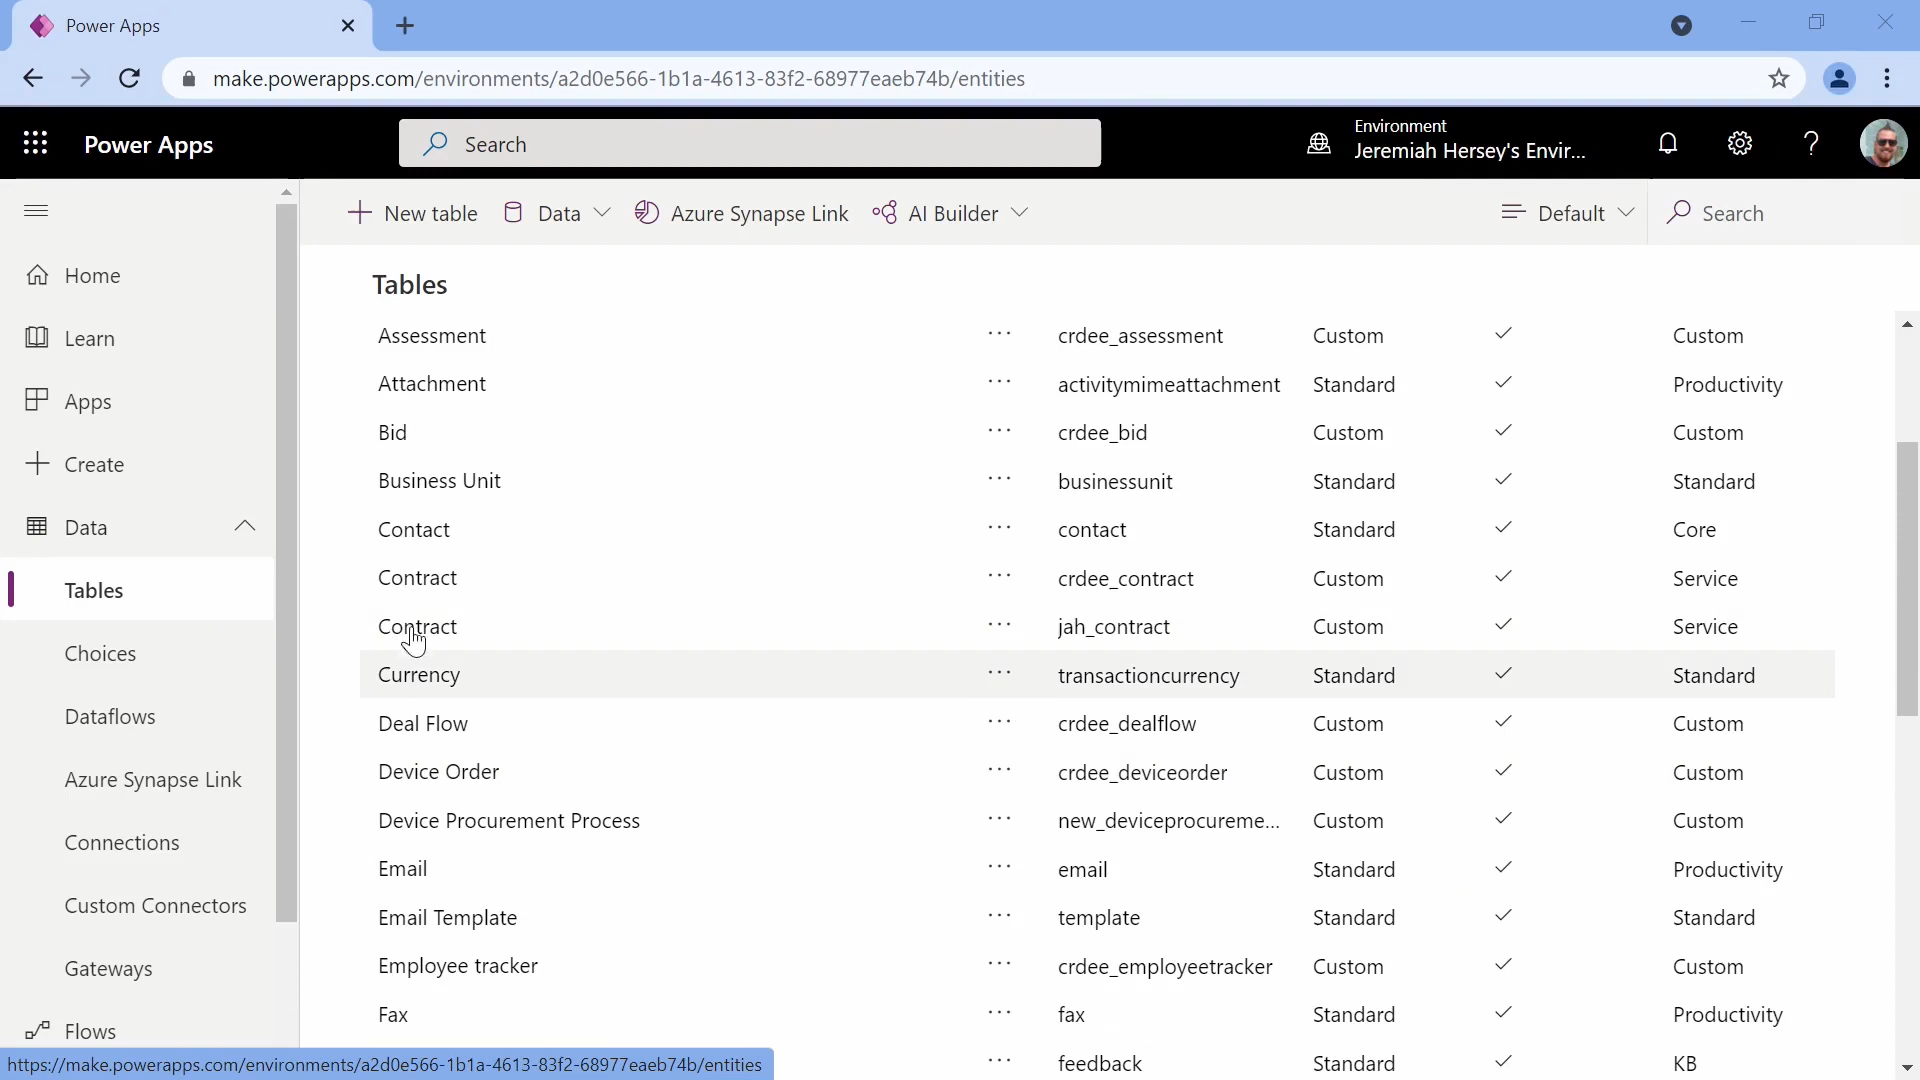 Power Apps
make.powerapps.com/environments/a2d0e566-1b1a-4613-83f2-68977eaeb74b/entities
Power Apps
Search
Environment
Jeremiah Hersey's Envir...
New table
Data
Azure Synapse Link
AI Builder
Default
Search
Home
Learn
Apps
Create
Data
Tables
Choices
Dataflows
Azure Synapse Link
Connections
Custom Connectors
Gateways
Flows
Tables
Assessment ... crdee_assessment Custom Custom
Attachment ... activitymimeattachment Standard Productivity
Bid ... crdee_bid Custom Custom
Business Unit ... businessunit Standard Standard
Contact ... contact Standard Core
Contract ... crdee_contract Custom Service
Contract ... jah_contract Custom Service
Currency ... transactioncurrency Standard Standard
Deal Flow ... crdee_dealflow Custom Custom
Device Order ... crdee_deviceorder Custom Custom
Device Procurement Process ... new_deviceprocureme... Custom Custom
Email ... email Standard Productivity
Email Template ... template Standard Standard
Employee tracker ... crdee_employeetracker Custom Custom
Fax ... fax Standard Productivity
... feedback Standard KB
https://make.powerapps.com/environments/a2d0e566-1b1a-4613-83f2-68977eaeb74b/entities